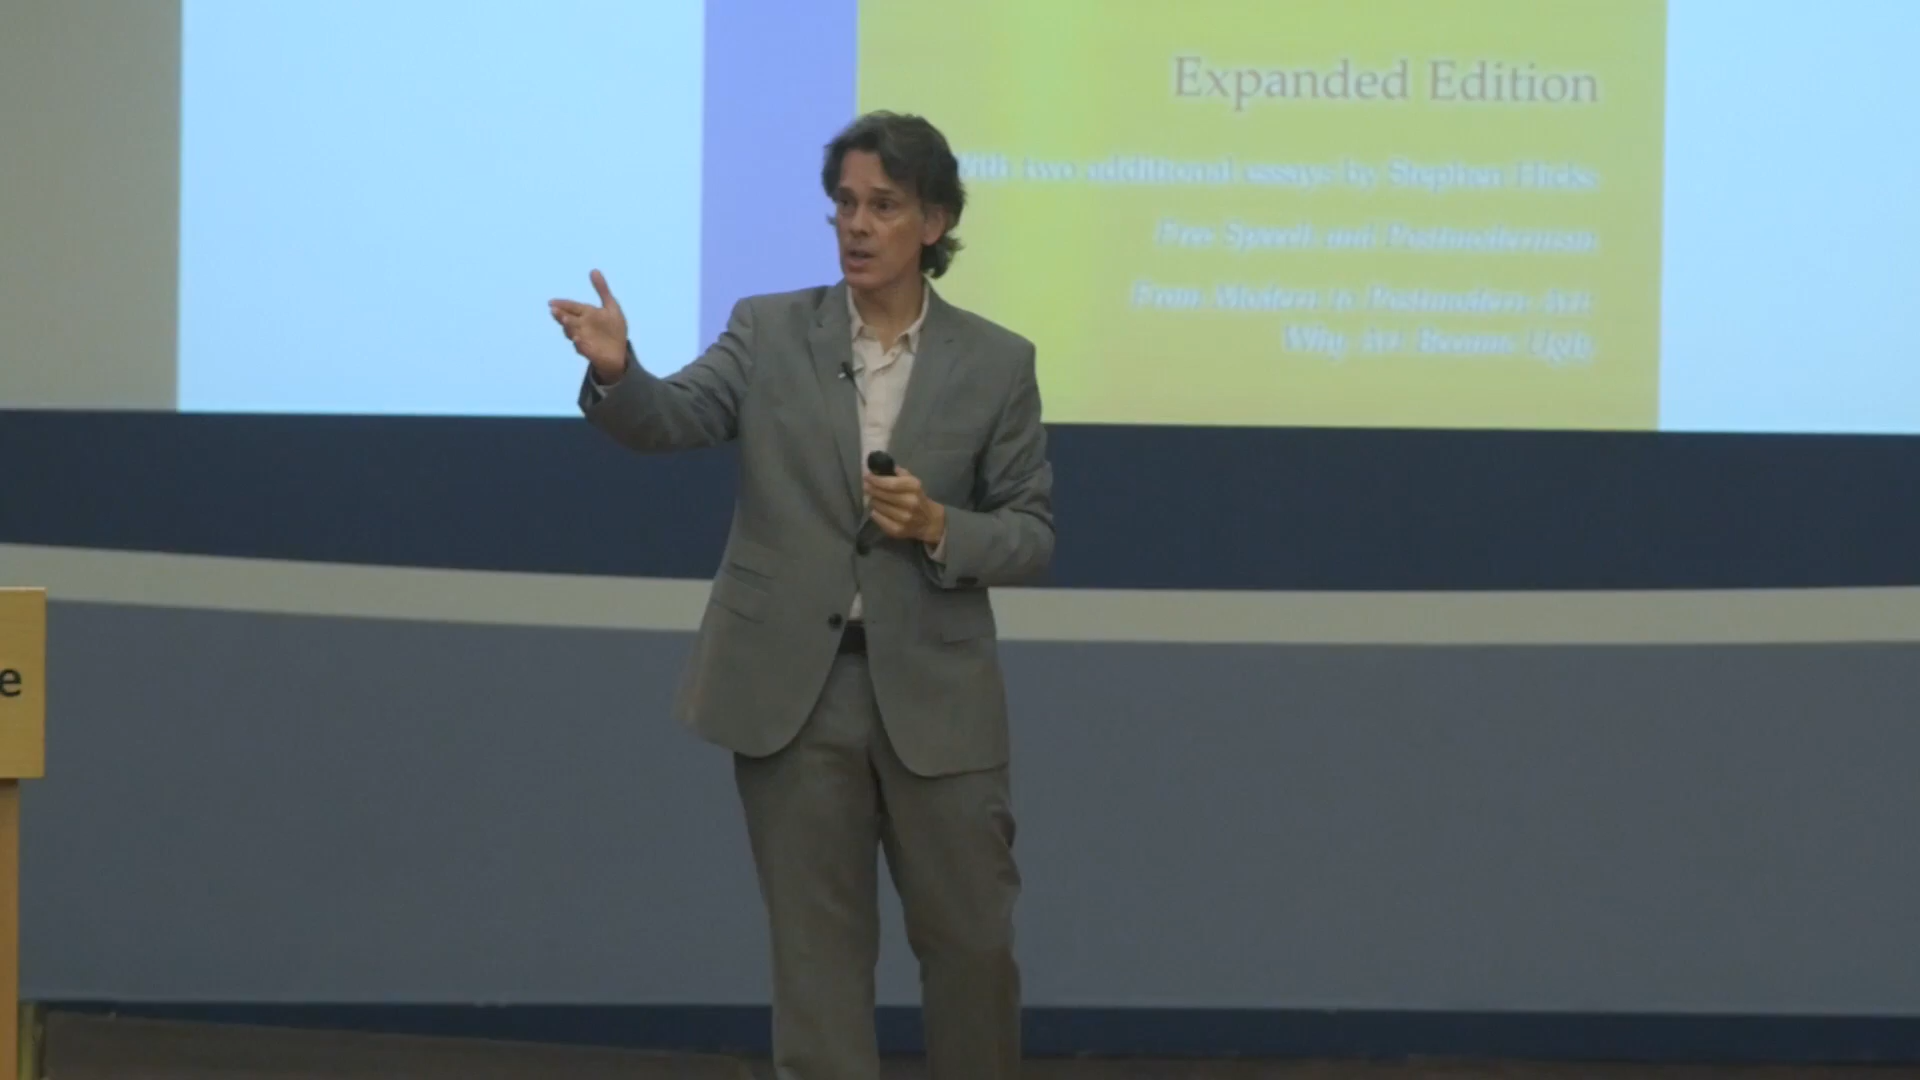 Expanded Edition
With two additional essays by Stephen Hicks
Free Speech and Postmodernism
From Modern to Postmodern Art:
Why Art Became Ugly
e